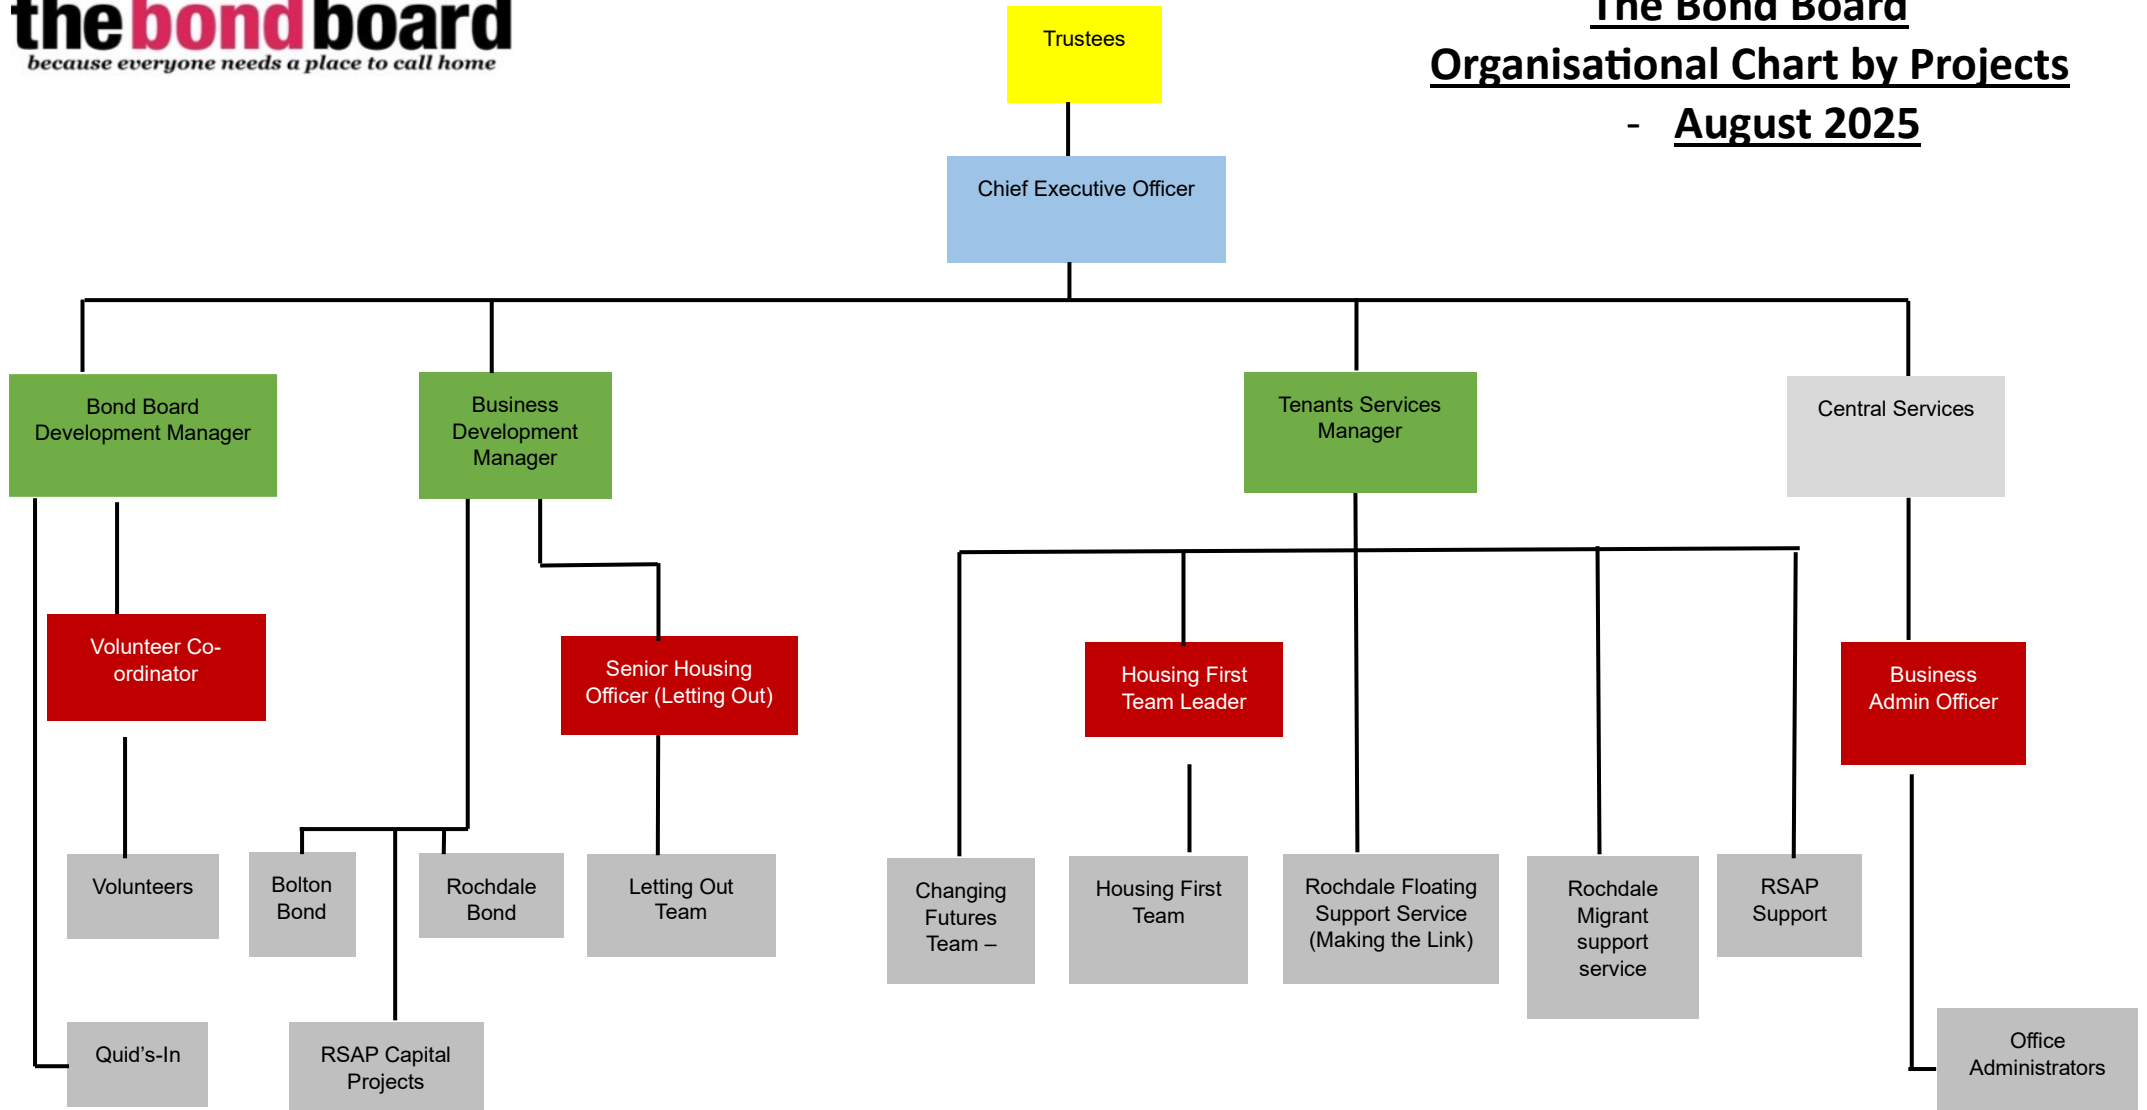 the bond board
because everyone needs a place to call home
The Bond Board
Organisational Chart by Projects
- August 2025
Trustees
Chief Executive Officer
Bond Board
Development Manager
Business
Development
Manager
Tenants Services
Manager
Central Services
Volunteer Co-
ordinator
Senior Housing
Officer (Letting Out)
Housing First
Team Leader
Business
Admin Officer
Volunteers
Bolton
Bond
Rochdale
Bond
Letting Out
Team
Changing
Futures
Team –
Housing First
Team
Rochdale Floating
Support Service
(Making the Link)
Rochdale
Migrant
support
service
RSAP
Support
Quid’s-In
RSAP Capital
Projects
Office
Administrators